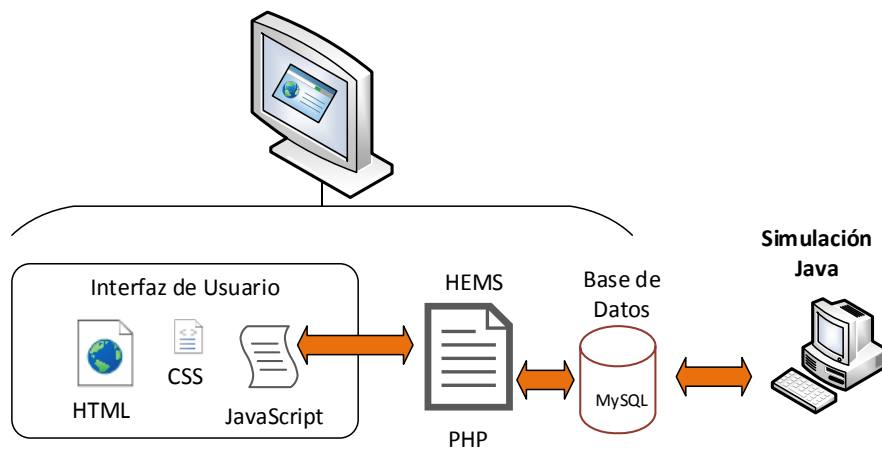 Simulación
Java
Interfaz de Usuario
HTML
CSS
JavaScript
HEMS
PHP
Base de
Datos
MySQL